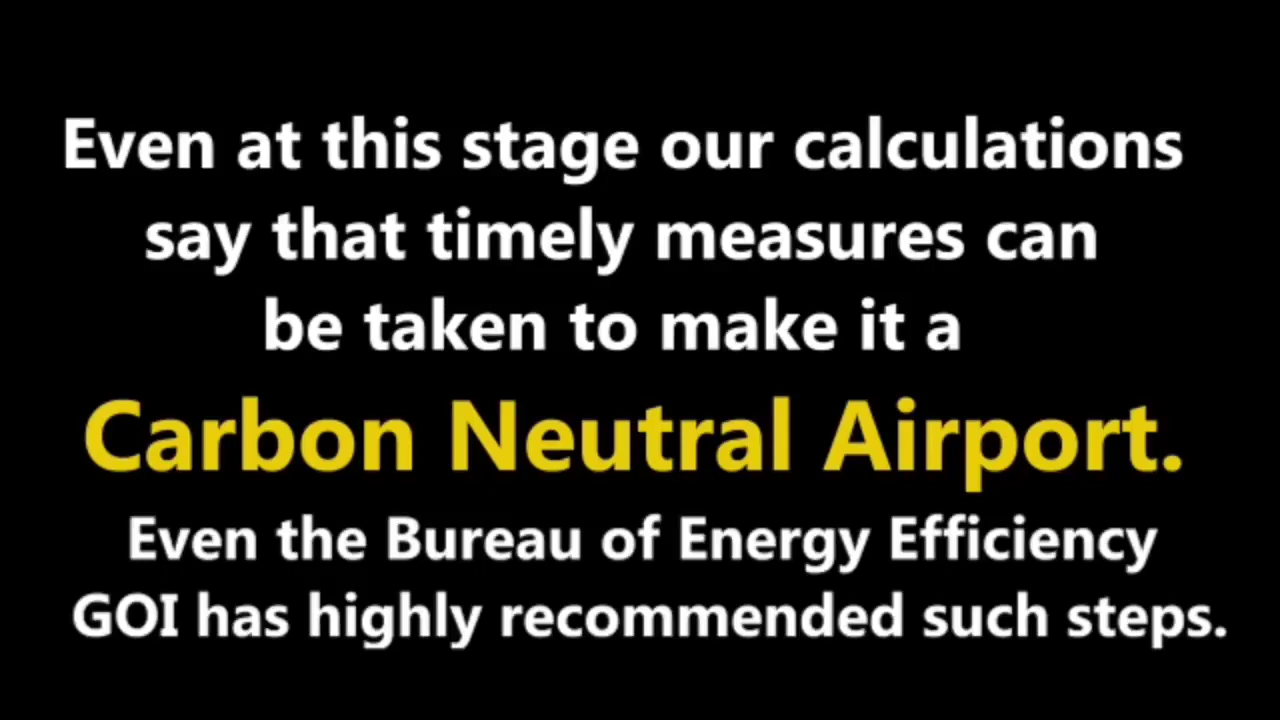 Even at this stage our calculations
say that timely measures can
be taken to make it a
Carbon Neutral Airport.
Even the Bureau of Energy Efficiency
GOI has highly recommended such steps.